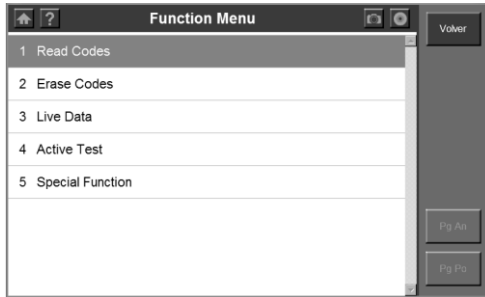 ?
Function Menu
Volver
1 Read Codes
2 Erase Codes
3 Live Data
4 Active Test
5 Special Function
Pg An
Pg Po